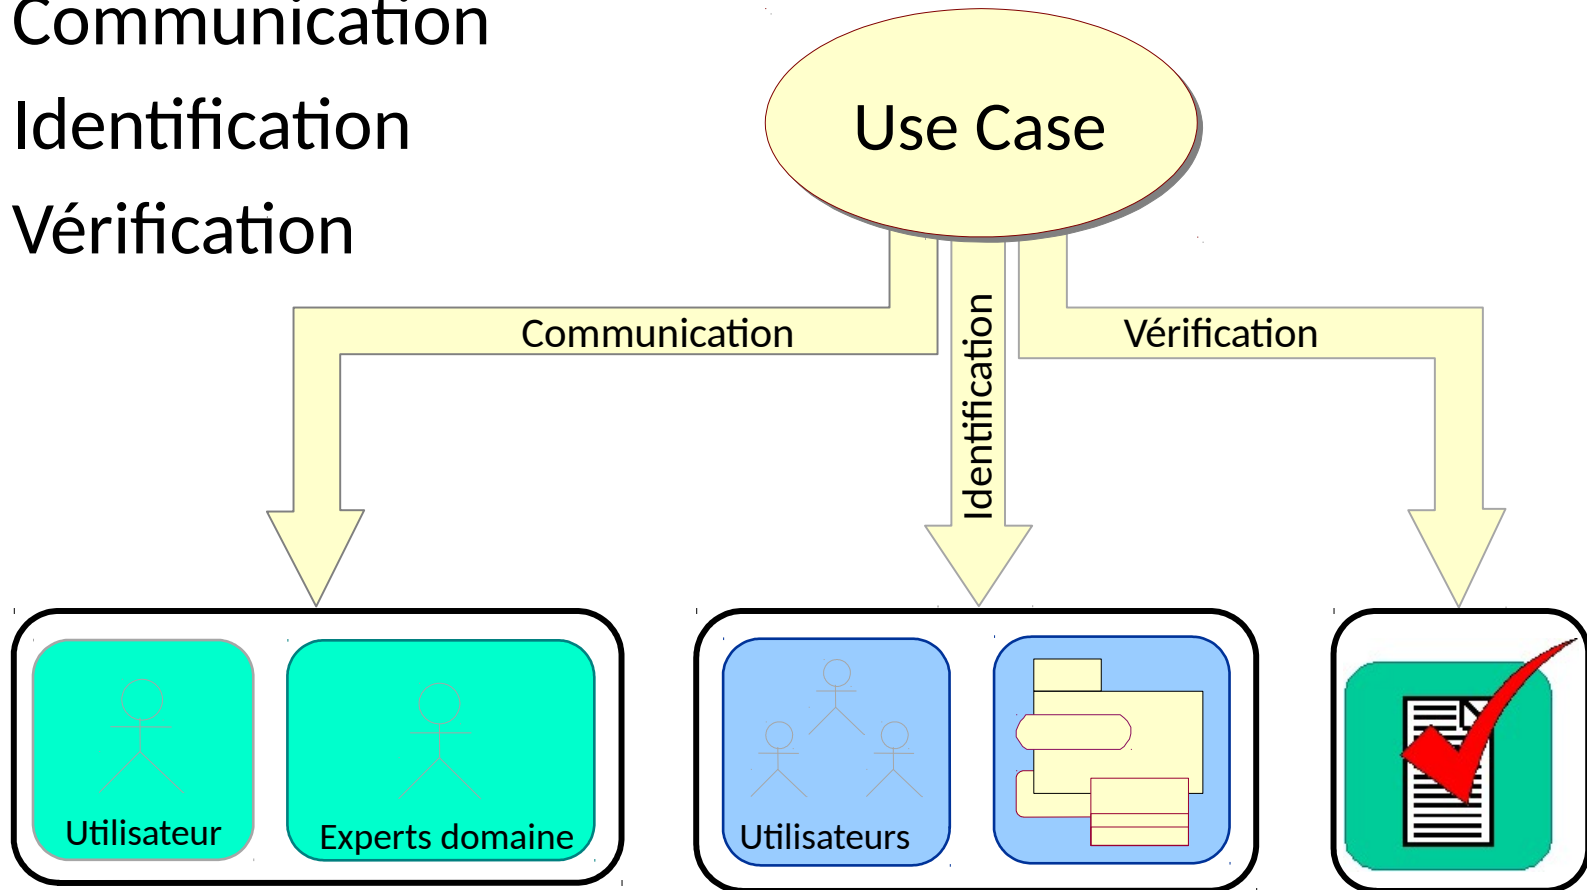 Communication
Identification
Vérification
Use Case
Communication
Identification
Vérification
Utilisateur
Experts domaine
Utilisateurs